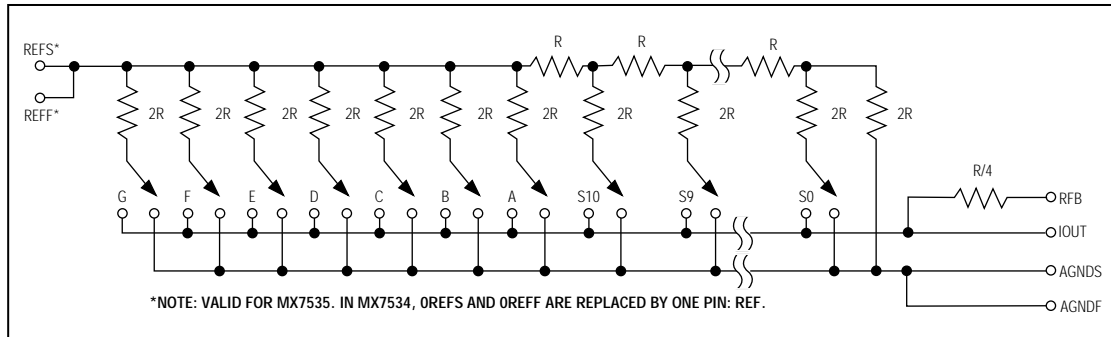 R R R
REFS*
REFF*
2R 2R 2R 2R 2R 2R 2R 2R 2R 2R 2R
R/4
G F E D C B A S10 S9 S0
RFB
IOUT
AGNDS
AGNDF
*NOTE: VALID FOR MX7535. IN MX7534, 0REFS AND 0REFF ARE REPLACED BY ONE PIN: REF.